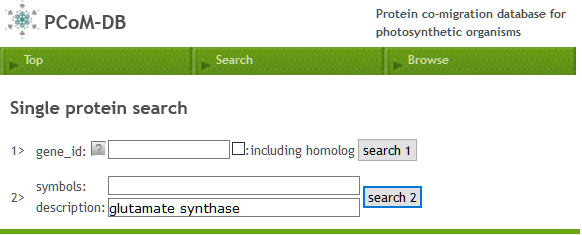 PCoM-DB
Protein co-migration database for
photosynthetic organisms
Top Search Browse
Single protein search
1> gene_id: ? :including homolog search 1
2> symbols:
description: glutamate synthase
search 2